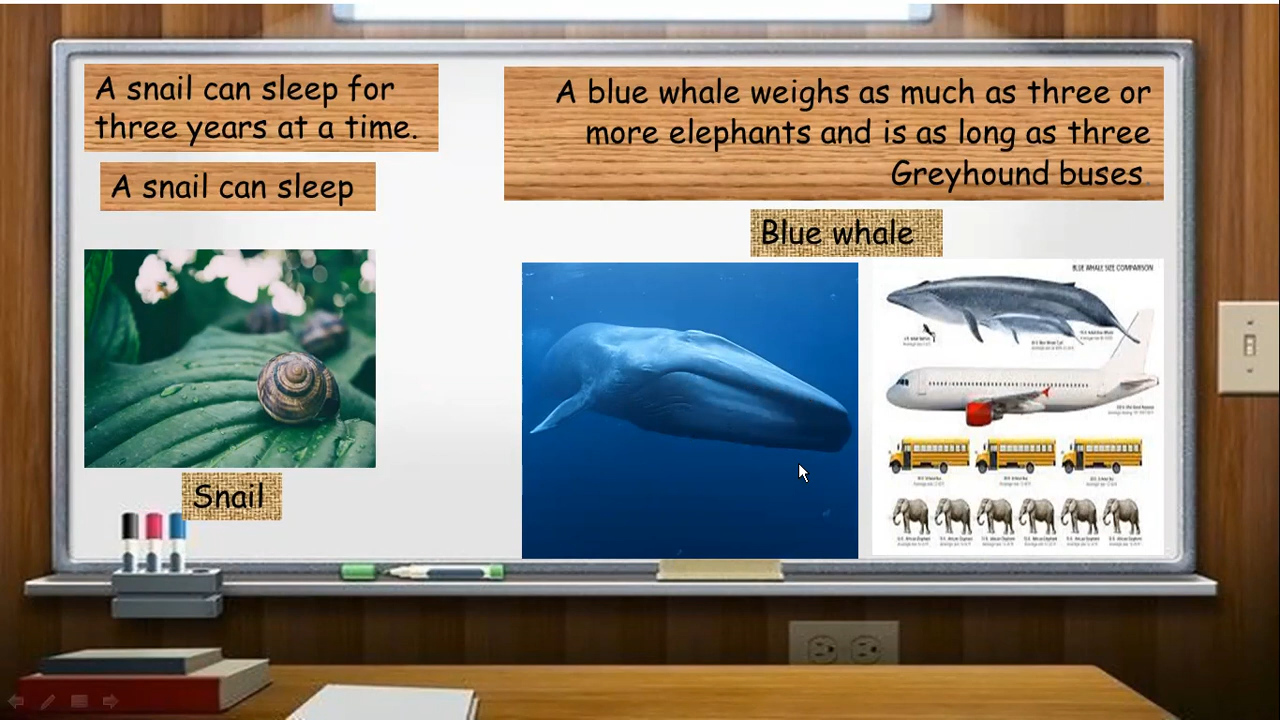 A snail can sleep for
three years at a time.
A snail can sleep
Snail
A blue whale weighs as much as three or
more elephants and is as long as three
Greyhound buses.
Blue whale
BLUE WHALE SIZE COMPARISON